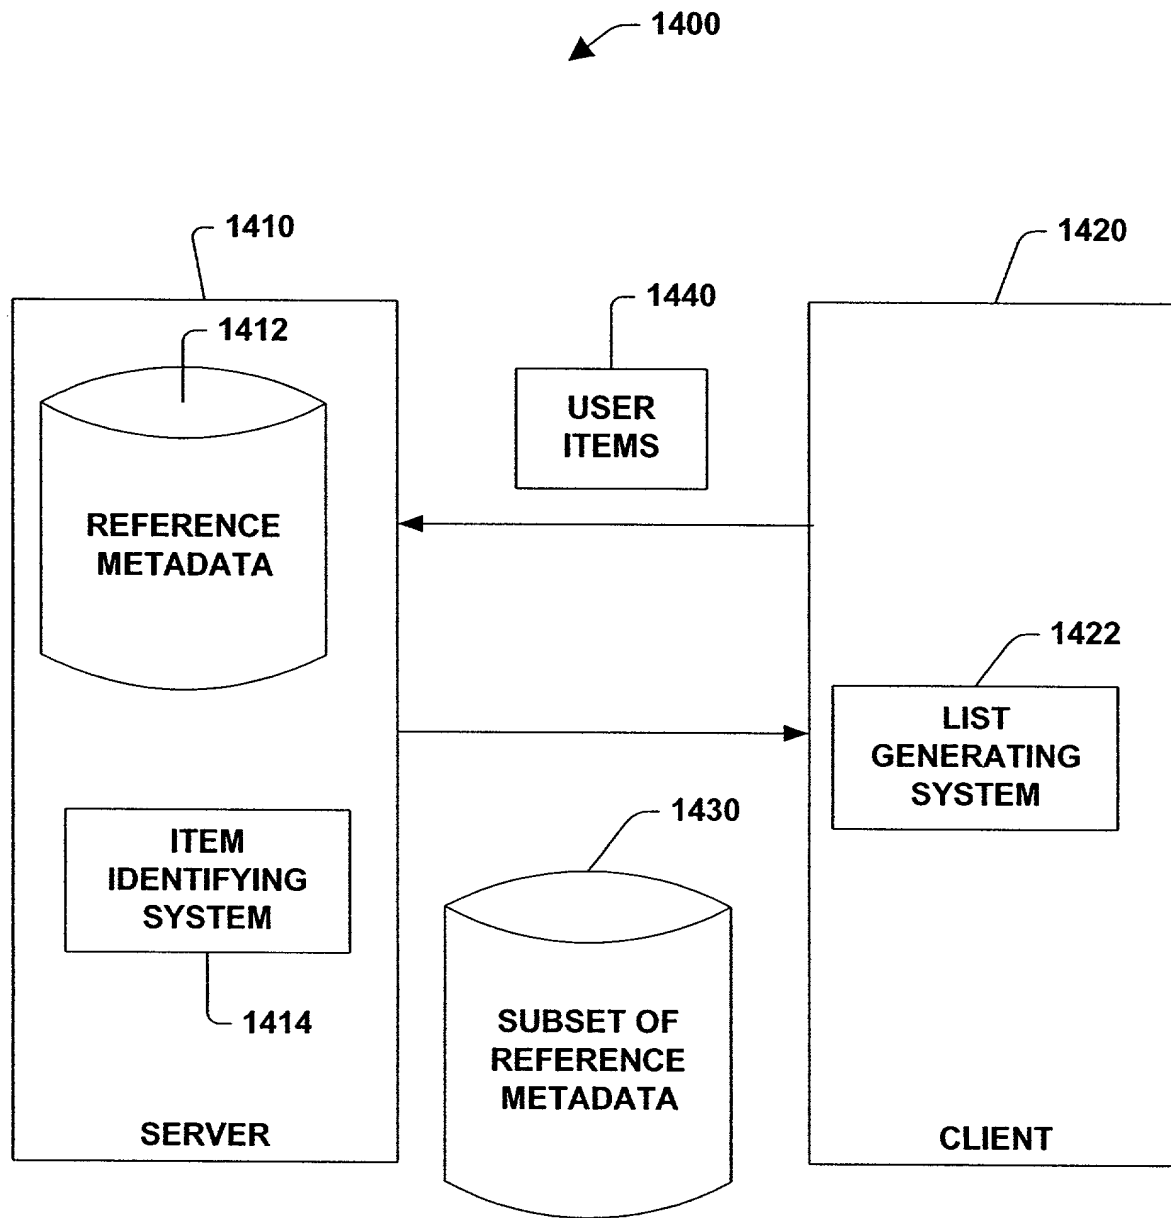 1400
1410
1420
1440
1412
USER
ITEMS
REFERENCE
METADATA
1422
LIST
GENERATING
SYSTEM
1430
ITEM
IDENTIFYING
SYSTEM
1414
SUBSET OF
REFERENCE
METADATA
SERVER
CLIENT